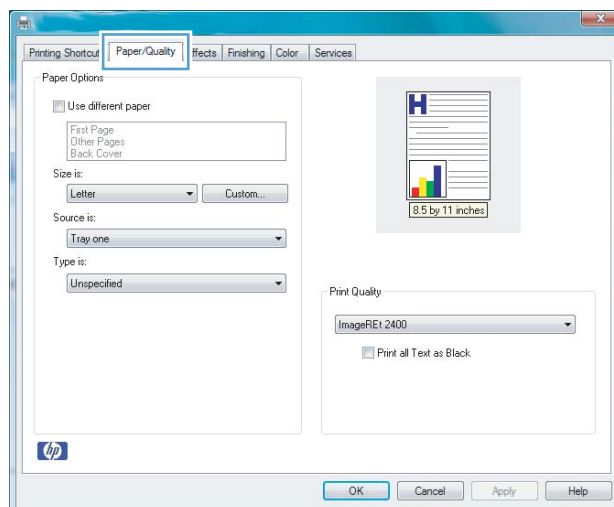 Printing Shortcut
Paper/Quality
ffects
Finishing
Color
Services
Paper Options
Use different paper
First Page
Other Pages
Back Cover
Size is:
Letter
Custom...
Source is:
Tray one
Type is:
Unspecified
H
8.5 by 11 inches
Print Quality
ImageREt 2400
Print all Text as Black
hp
OK
Cancel
Apply
Help